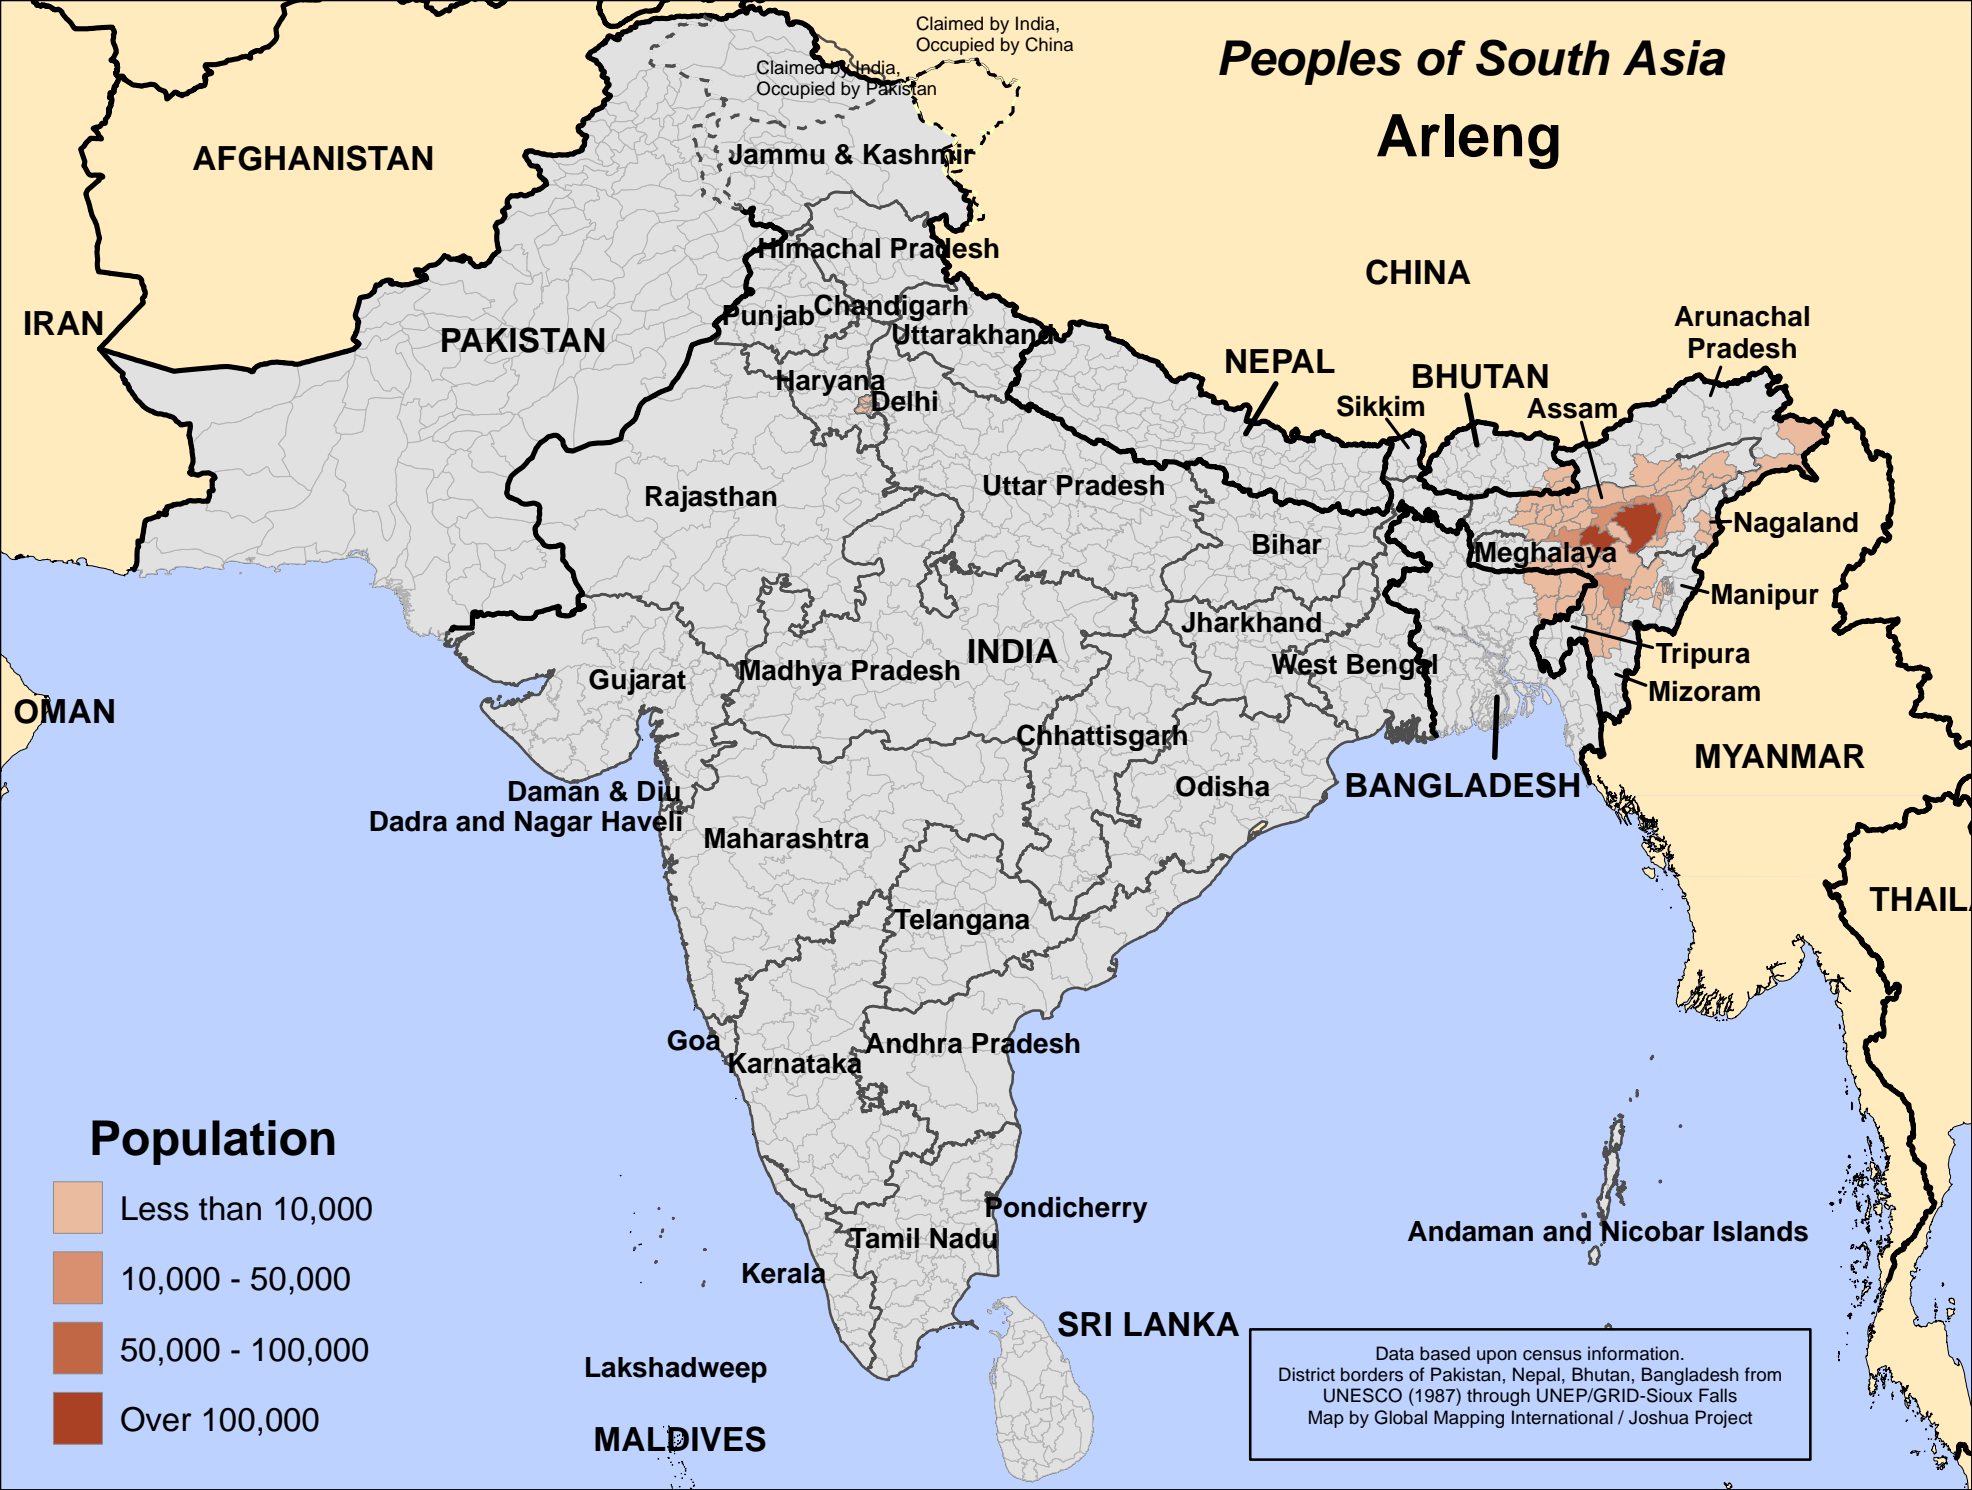 Claimed by India,
Occupied by China
Peoples of South Asia
Arleng
Claimed by India,
Occupied by Pakistan
AFGHANISTAN
Jammu & Kashmir
Himachal Pradesh
CHINA
IRAN
PAKISTAN
Punjab
Chandigarh
Uttarakhand
Arunachal
Pradesh
NEPAL
BHUTAN
Haryana
Delhi
Sikkim
Assam
Rajasthan
Uttar Pradesh
Nagaland
Bihar
Meghalaya
Manipur
Jharkhand
INDIA
Tripura
West Bengal
Madhya Pradesh
Gujarat
Mizoram
OMAN
Chhattisgarh
MYANMAR
Odisha
BANGLADESH
Daman & Diu
Dadra and Nagar Haveli
Maharashtra
THAIL
Telangana
Goa
Andhra Pradesh
Karnataka
Pondicherry
Andaman and Nicobar Islands
Tamil Nadu
Kerala
SRI LANKA
Lakshadweep
MALDIVES
Population
Less than 10,000
10,000 - 50,000
50,000 - 100,000
Over 100,000
Data based upon census information.
District borders of Pakistan, Nepal, Bhutan, Bangladesh from
UNESCO (1987) through UNEP/GRID-Sioux Falls
Map by Global Mapping International / Joshua Project